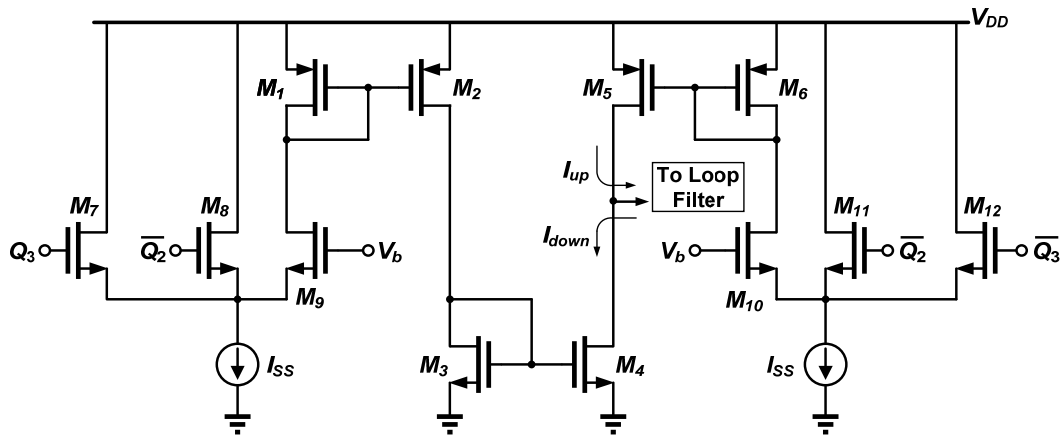 V_DD
M_1
M_2
M_5
M_6
I_up
To Loop
Filter
M_7
M_8
M_11
M_12
Q_3
Q̅_2
V_b
I_down
V_b
Q̅_2
Q̅_3
M_9
M_10
I_SS
M_3
M_4
I_SS